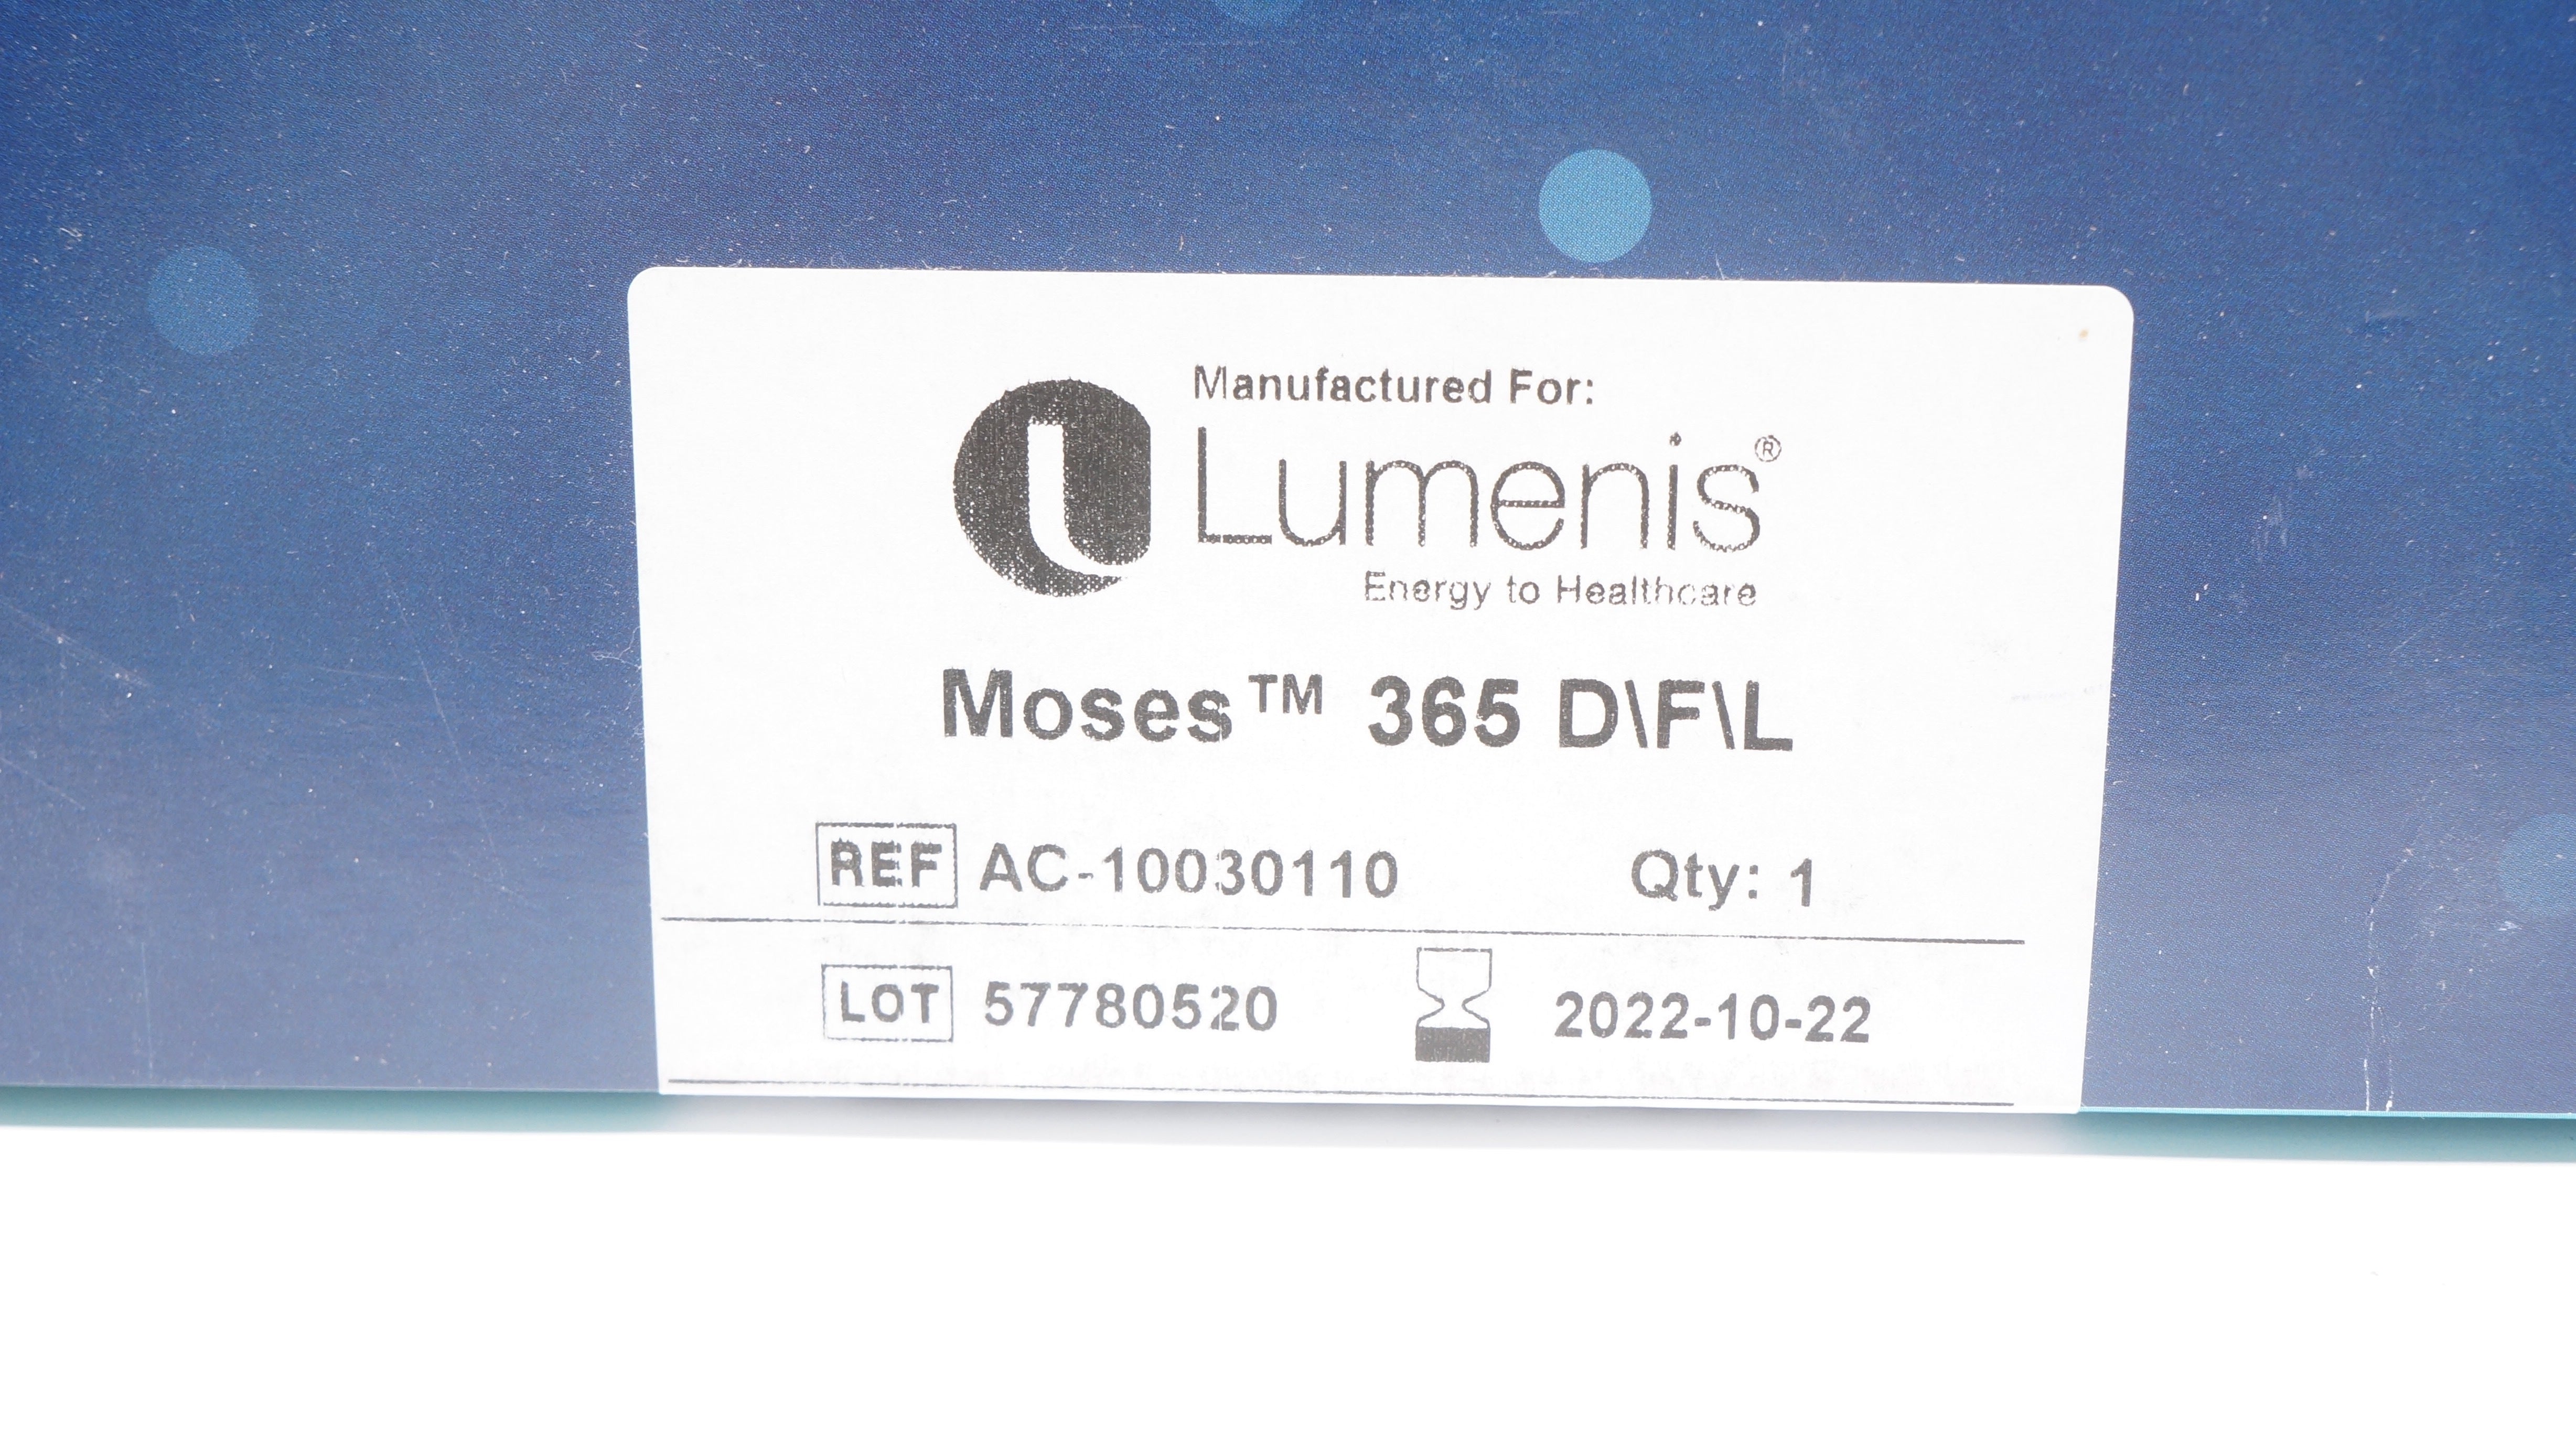 Manufactured For:
Lumenis®
Energy to Healthcare
Moses™ 365 D\F\L
REF AC-10030110 Qty: 1
LOT 57780520 2022-10-22